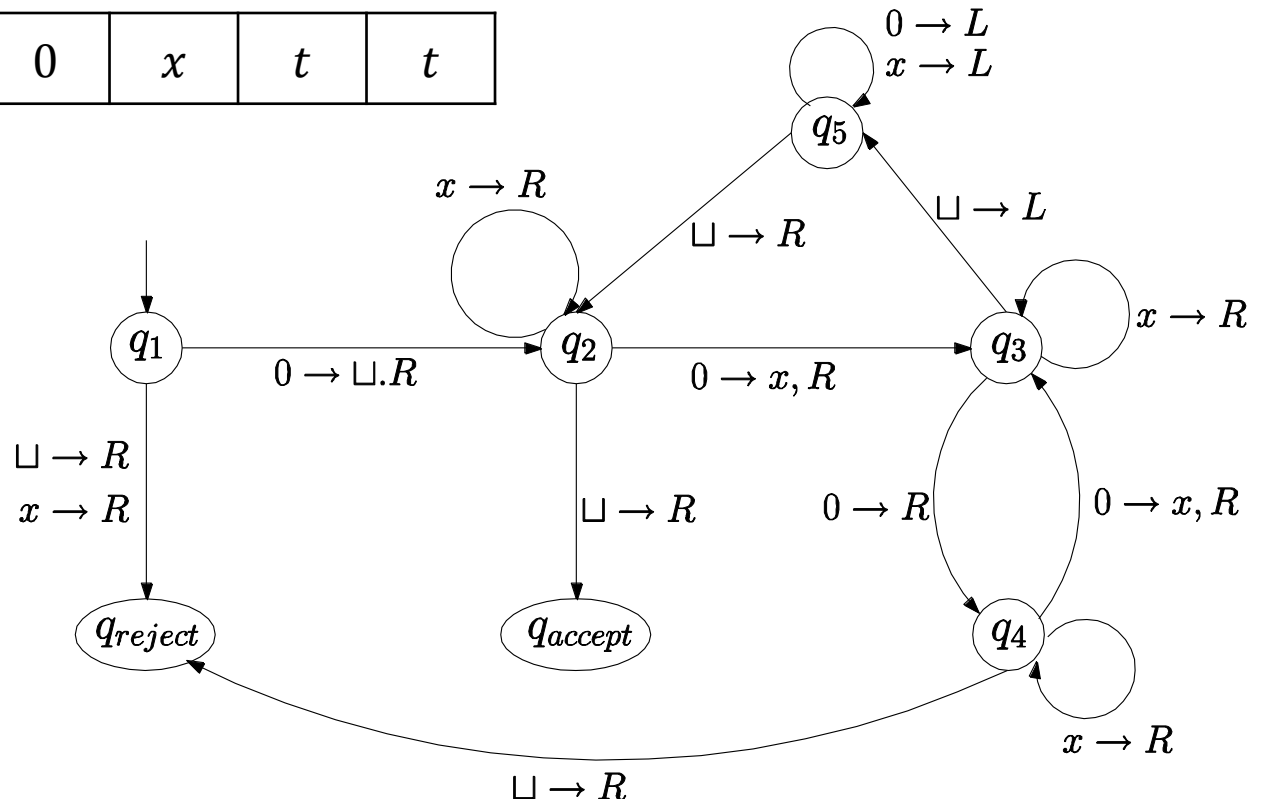 0 x t t
0 → L
x → L
q5
x → R
⊔ → R
⊔ → L
q1
0 → ⊔.R
q2
0 → x, R
q3
x → R
⊔ → R
x → R
⊔ → R
0 → R
0 → x, R
qreject
qaccept
q4
x → R
⊔ → R